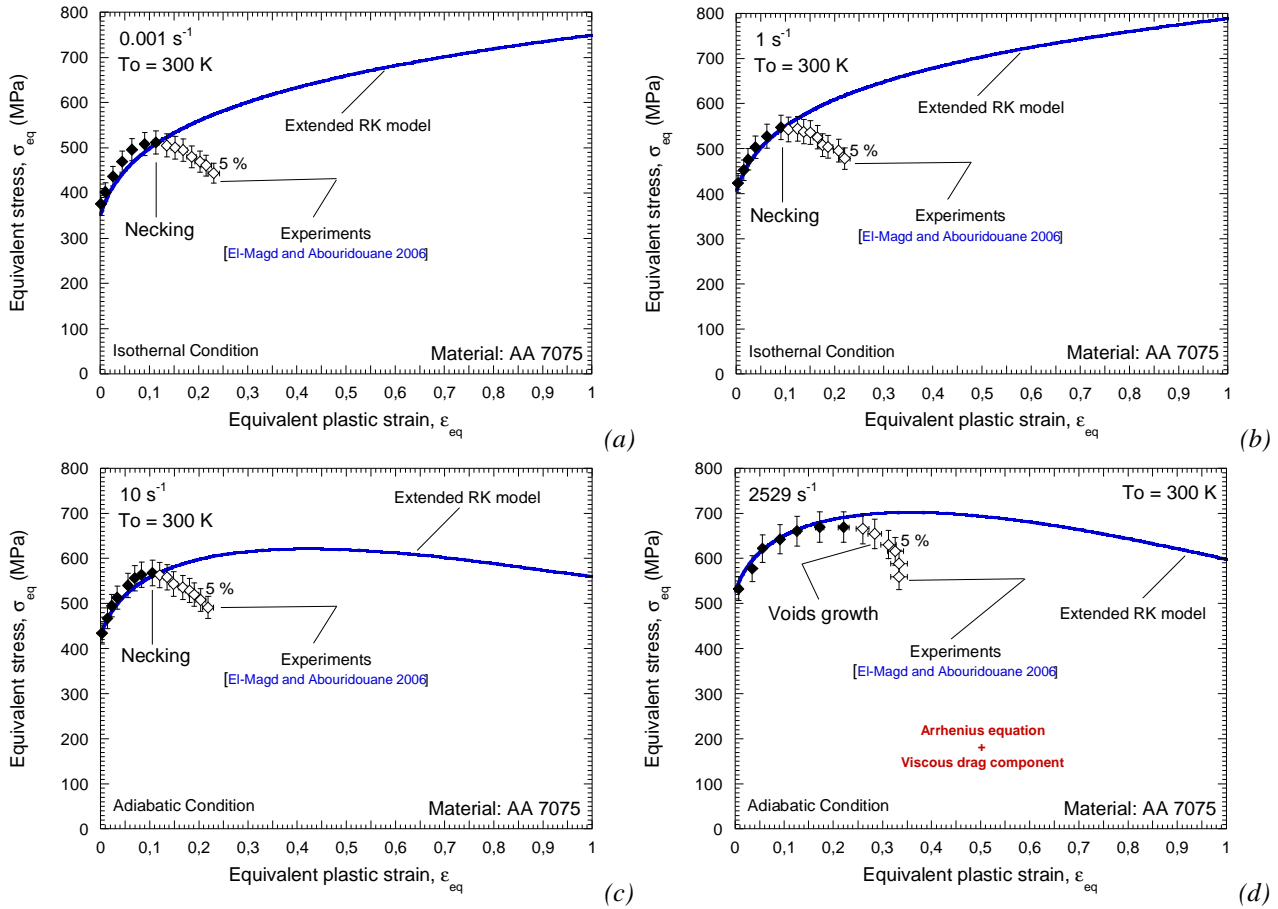 800
700
600
500
400
300
200
100
0
Equivalent stress, σeq (MPa)
0.001 s-1
To = 300 K
Extended RK model
5 %
Necking
Experiments
[El-Magd and Abouridouane 2006]
Isothernal Condition
Material: AA 7075
0 0,1 0,2 0,3 0,4 0,5 0,6 0,7 0,8 0,9 1
Equivalent plastic strain, εeq
(a)
800
700
600
500
400
300
200
100
0
Equivalent stress, σeq (MPa)
1 s-1
To = 300 K
Extended RK model
5 %
Necking
Experiments
[El-Magd and Abouridouane 2006]
Isothernal Condition
Material: AA 7075
0 0,1 0,2 0,3 0,4 0,5 0,6 0,7 0,8 0,9 1
Equivalent plastic strain, εeq
(b)
800
700
600
500
400
300
200
100
0
Equivalent stress, σeq (MPa)
10 s-1
To = 300 K
Extended RK model
5 %
Necking
Experiments
[El-Magd and Abouridouane 2006]
Adiabatic Condition
Material: AA 7075
0 0,1 0,2 0,3 0,4 0,5 0,6 0,7 0,8 0,9 1
Equivalent plastic strain, εeq
(c)
800
700
600
500
400
300
200
100
0
Equivalent stress, σeq (MPa)
2529 s-1
To = 300 K
5 %
Voids growth
Extended RK model
Experiments
[El-Magd and Abouridouane 2006]
Arrhenius equation
+
Viscous drag component
Adiabatic Condition
Material: AA 7075
0 0,1 0,2 0,3 0,4 0,5 0,6 0,7 0,8 0,9 1
Equivalent plastic strain, εeq
(d)